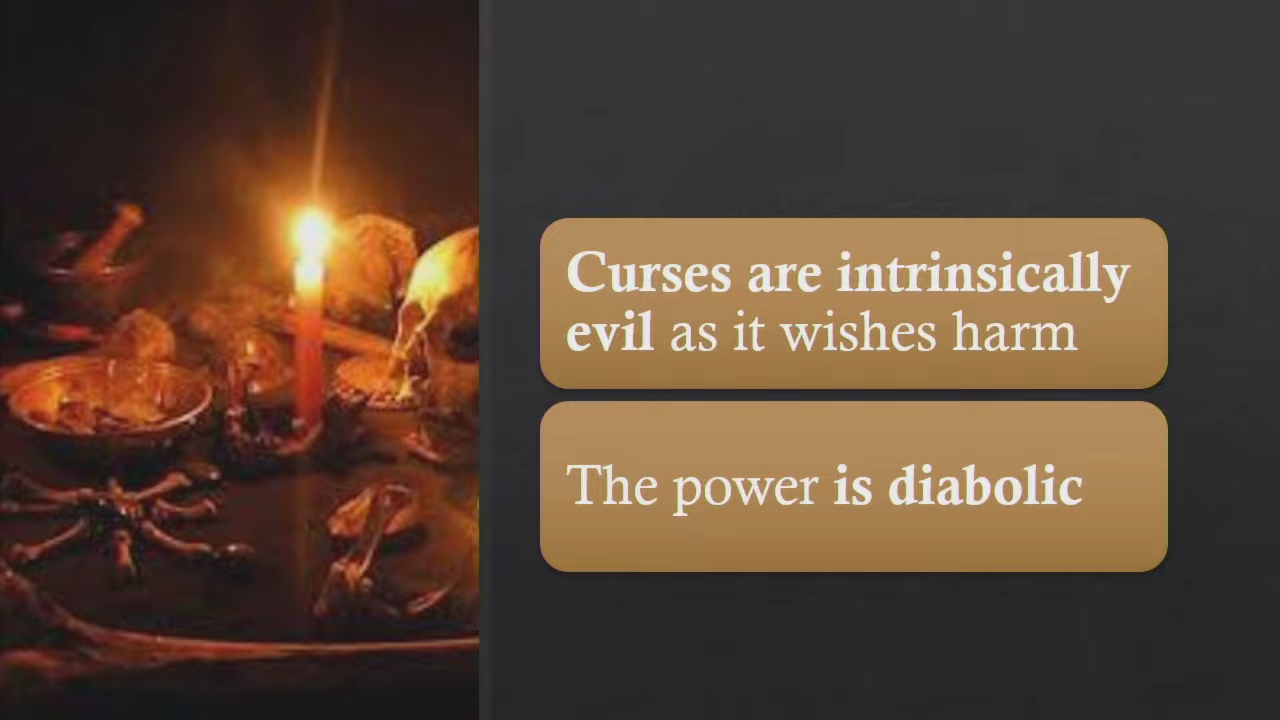 Curses are intrinsically
evil as it wishes harm
The power is diabolic